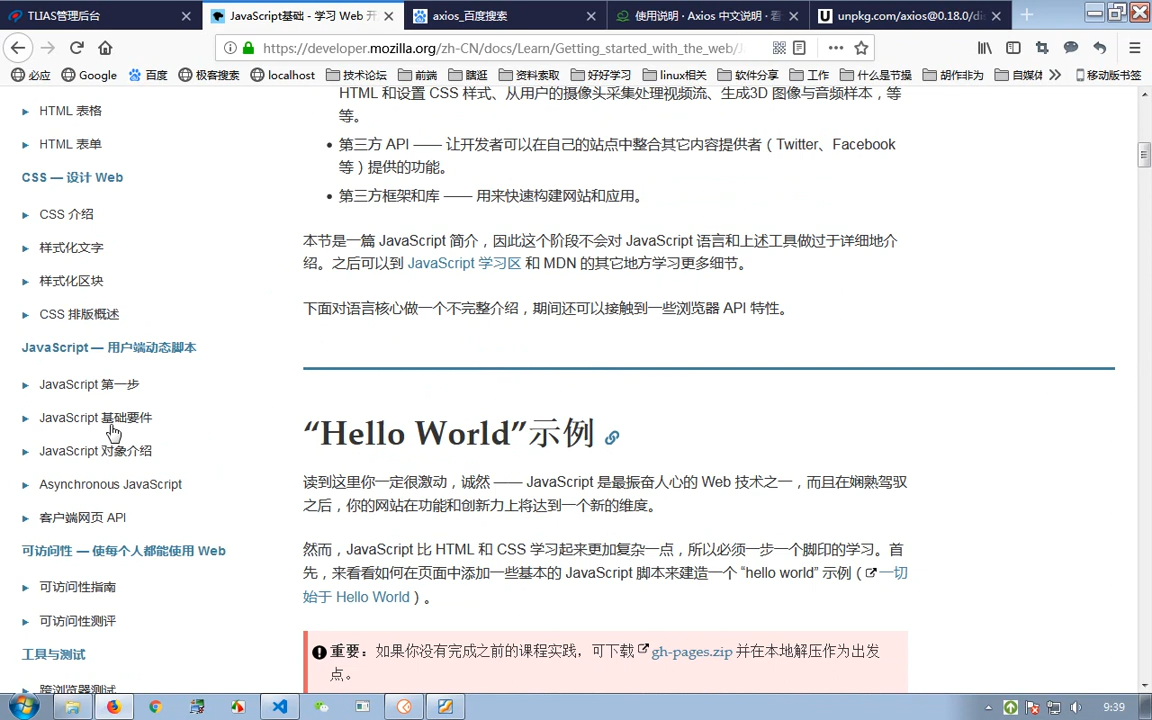 TLIAS管理后台
JavaScript基础 - 学习 Web 开
axios_百度搜索
使用说明 · Axios 中文说明 · 看
unpkg.com/axios@0.18.0/di
https://developer.mozilla.org/zh-CN/docs/Learn/Getting_started_with_the_web/
必应
Google
百度
极客搜索
localhost
技术论坛
前端
瞎逛
资料索取
好好学习
linux相关
软件分享
工作
什么是节操
胡作非为
自媒体
移动版书签
HTML 表格
HTML 表单
CSS — 设计 Web
CSS 介绍
样式化文字
样式化区块
CSS 排版概述
JavaScript — 用户端动态脚本
JavaScript 第一步
JavaScript 基础要件
JavaScript 对象介绍
Asynchronous JavaScript
客户端网页 API
可访问性 — 使每个人都能使用 Web
可访问性指南
可访问性测评
工具与测试
跨浏览器测试
HTML 和设置 CSS 样式、从用户的摄像头采集处理视频流、生成3D 图像与音频样本，等
等。
第三方 API —— 让开发者可以在自己的站点中整合其它内容提供者（Twitter、Facebook
等）提供的功能。
第三方框架和库 —— 用来快速构建网站和应用。
本节是一篇 JavaScript 简介，因此这个阶段不会对 JavaScript 语言和上述工具做过于详细地介
绍。之后可以到 JavaScript 学习区 和 MDN 的其它地方学习更多细节。
下面对语言核心做一个不完整介绍，期间还可以接触到一些浏览器 API 特性。
“Hello World”示例
读到这里你一定很激动，诚然 —— JavaScript 是最振奋人心的 Web 技术之一，而且在娴熟驾驭
之后，你的网站在功能和创新力上将达到一个新的维度。
然而，JavaScript 比 HTML 和 CSS 学习起来更加复杂一点，所以必须一步一个脚印的学习。首
先，来看看如何在页面中添加一些基本的 JavaScript 脚本来建造一个 “hello world” 示例（一切
始于 Hello World）。
重要：如果你没有完成之前的课程实践，可下载 gh-pages.zip 并在本地解压作为出发
点。
9:39